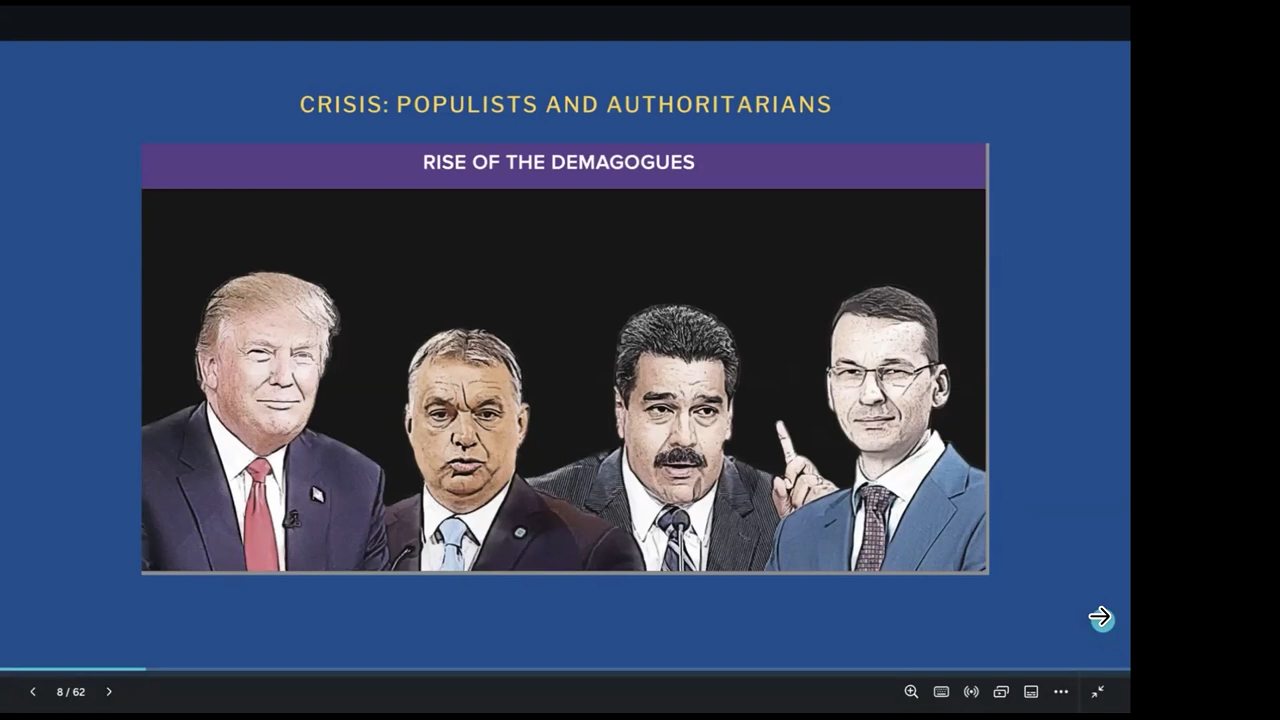 CRISIS: POPULISTS AND AUTHORITARIANS
RISE OF THE DEMAGOGUES
8 / 62